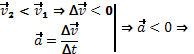 v⃗₂ < v⃗₁ ⇒ Δv⃗ < 0
a⃗ = Δv⃗/Δt | ⇒ a⃗ < 0 ⇒